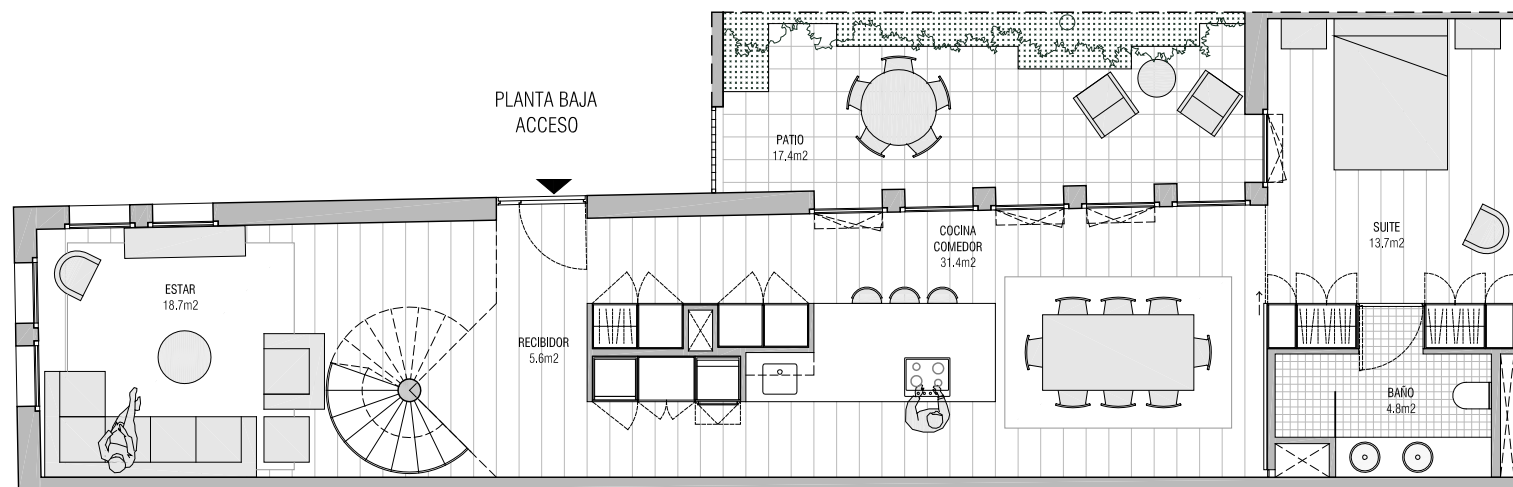 PLANTA BAJA
ACCESO
PATIO
17.4m2
COCINA
COMEDOR
31.4m2
SUITE
13.7m2
ESTAR
18.7m2
RECIBIDOR
5.6m2
BAÑO
4.8m2